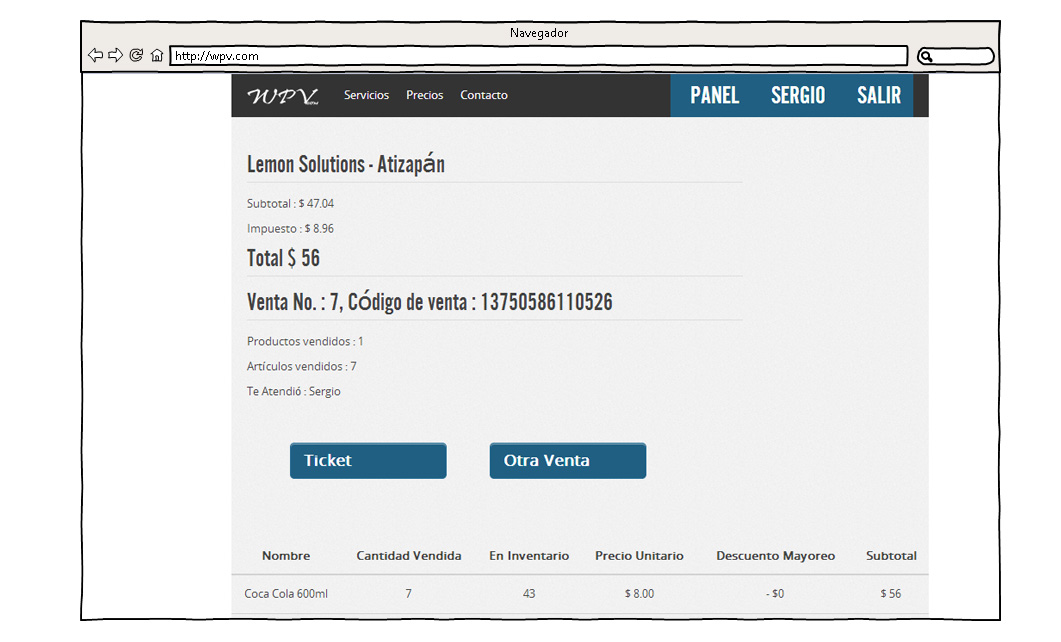 Navegador
http://wpv.com
WPV.com Servicios Precios Contacto PANEL SERGIO SALIR
Lemon Solutions - Atizapán
Subtotal : $ 47.04
Impuesto : $ 8.96
Total $ 56
Venta No. : 7, Código de venta : 13750586110526
Productos vendidos : 1
Artículos vendidos : 7
Te Atendió : Sergio
Ticket Otra Venta
Nombre Cantidad Vendida En Inventario Precio Unitario Descuento Mayoreo Subtotal
Coca Cola 600ml 7 43 $ 8.00 - $0 $ 56